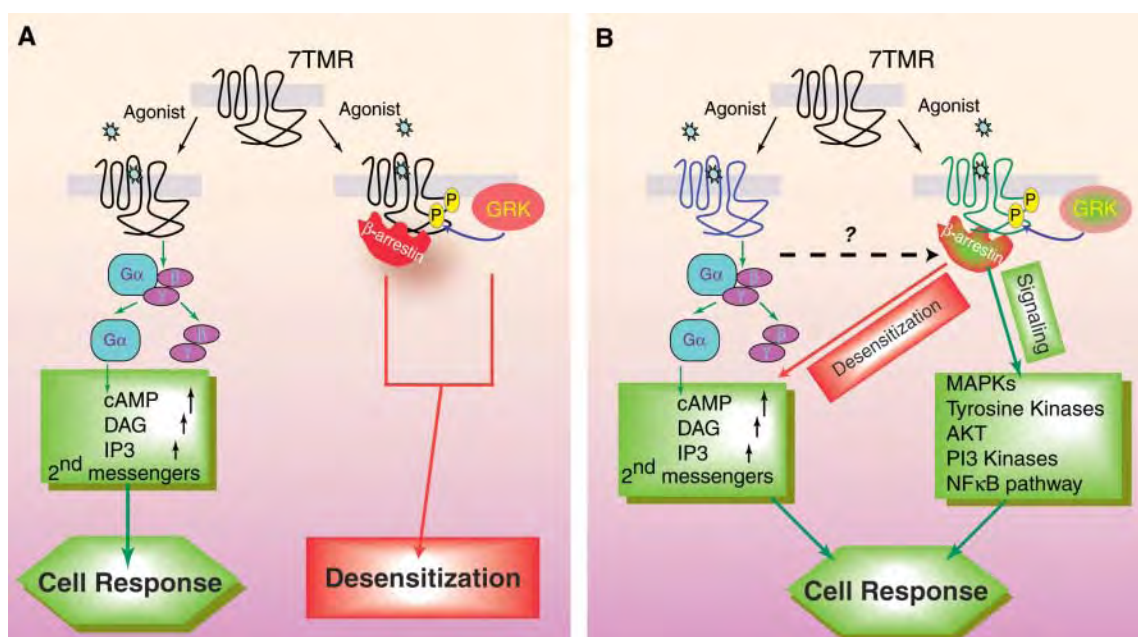 A
7TMR
Agonist
Agonist
P
P
GRK
β-arrestin
Gα
β
γ
Gα
β
γ
cAMP
DAG
IP3
2nd messengers
Cell Response
Desensitization
B
7TMR
Agonist
Agonist
P
P
GRK
β-arrestin
?
Gα
β
γ
Gα
β
γ
Desensitization
Signaling
cAMP
DAG
IP3
2nd messengers
MAPKs
Tyrosine Kinases
AKT
PI3 Kinases
NFκB pathway
Cell Response